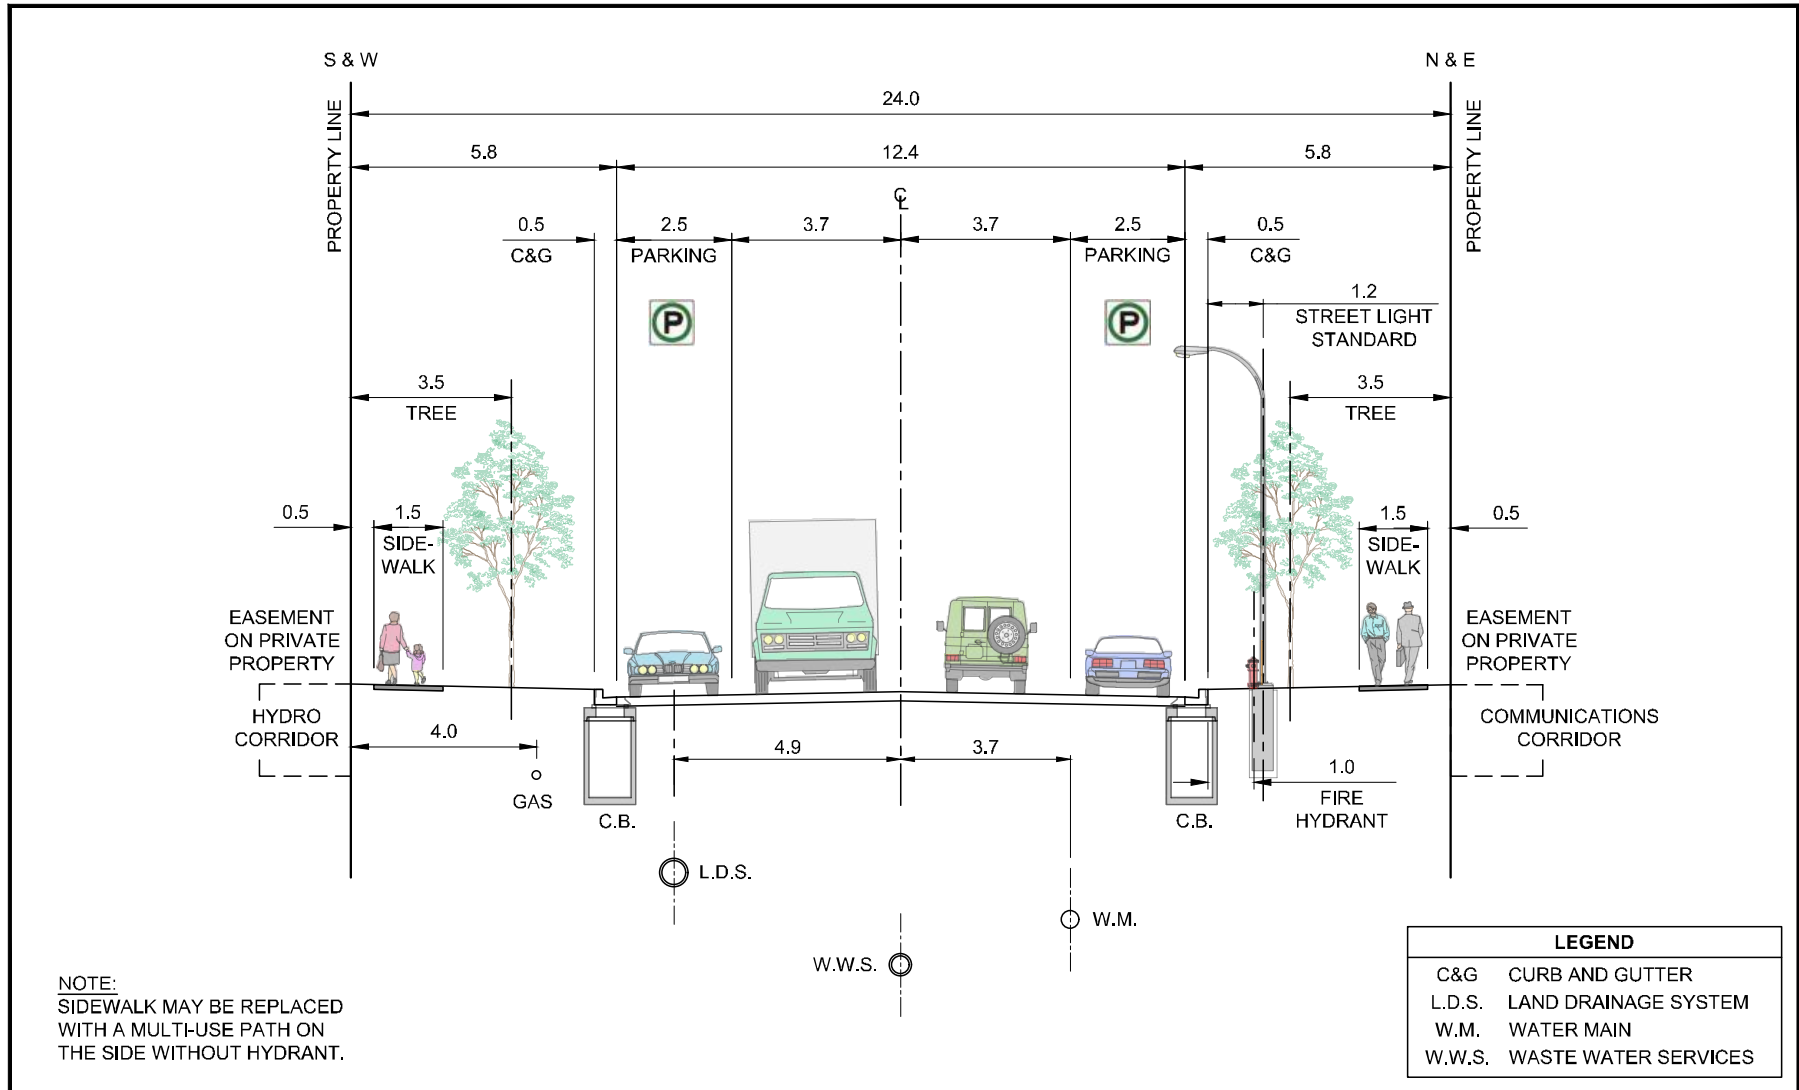 S & W
N & E
24.0
PROPERTY LINE
PROPERTY LINE
5.8
12.4
5.8
℄
0.5
2.5
3.7
3.7
2.5
0.5
C&G
PARKING
PARKING
C&G
P
P
1.2
STREET LIGHT
STANDARD
3.5
TREE
3.5
TREE
0.5
1.5
SIDE-
WALK
1.5
SIDE-
WALK
0.5
EASEMENT
ON PRIVATE
PROPERTY
EASEMENT
ON PRIVATE
PROPERTY
HYDRO
CORRIDOR
COMMUNICATIONS
CORRIDOR
4.0
GAS
4.9
3.7
1.0
FIRE
HYDRANT
C.B.
C.B.
L.D.S.
W.M.
W.W.S.
NOTE:
SIDEWALK MAY BE REPLACED
WITH A MULTI-USE PATH ON
THE SIDE WITHOUT HYDRANT.
LEGEND
C&G CURB AND GUTTER
L.D.S. LAND DRAINAGE SYSTEM
W.M. WATER MAIN
W.W.S. WASTE WATER SERVICES